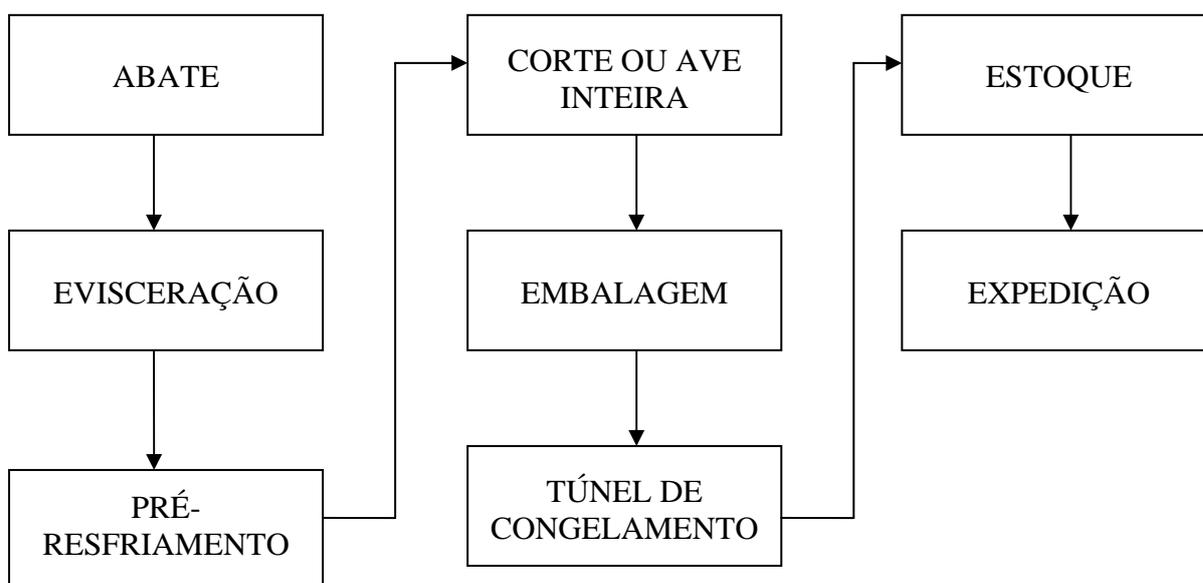 ABATE
EVISCERAÇÃO
PRÉ-
RESFRIAMENTO
CORTE OU AVE
INTEIRA
EMBALAGEM
TÚNEL DE
CONGELAMENTO
ESTOQUE
EXPEDIÇÃO